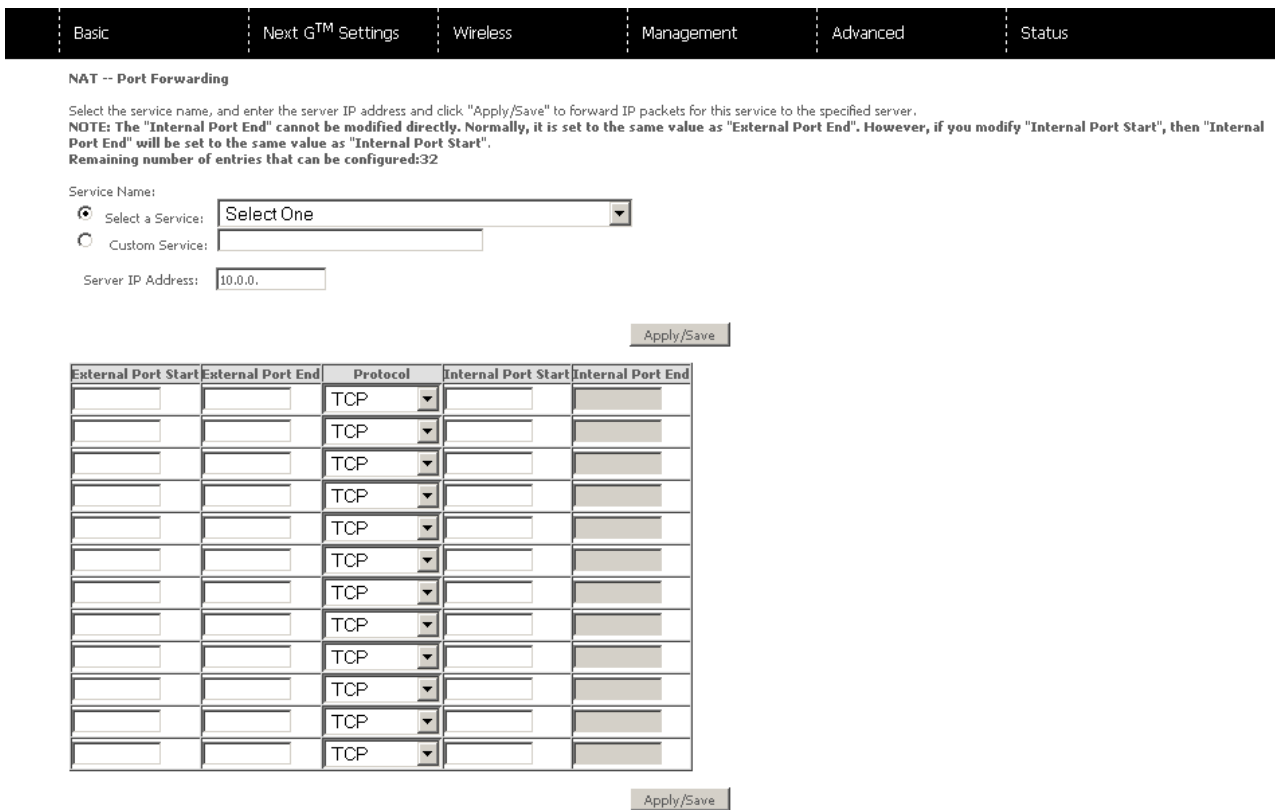 Basic Next G™ Settings Wireless Management Advanced Status
NAT -- Port Forwarding
Select the service name, and enter the server IP address and click "Apply/Save" to forward IP packets for this service to the specified server.
NOTE: The "Internal Port End" cannot be modified directly. Normally, it is set to the same value as "External Port End". However, if you modify "Internal Port Start", then "Internal
Port End" will be set to the same value as "Internal Port Start".
Remaining number of entries that can be configured:32
Service Name:
Select a Service: Select One
Custom Service:
Server IP Address: 10.0.0.
Apply/Save
External Port Start External Port End Protocol Internal Port Start Internal Port End
TCP
TCP
TCP
TCP
TCP
TCP
TCP
TCP
TCP
TCP
TCP
TCP
Apply/Save